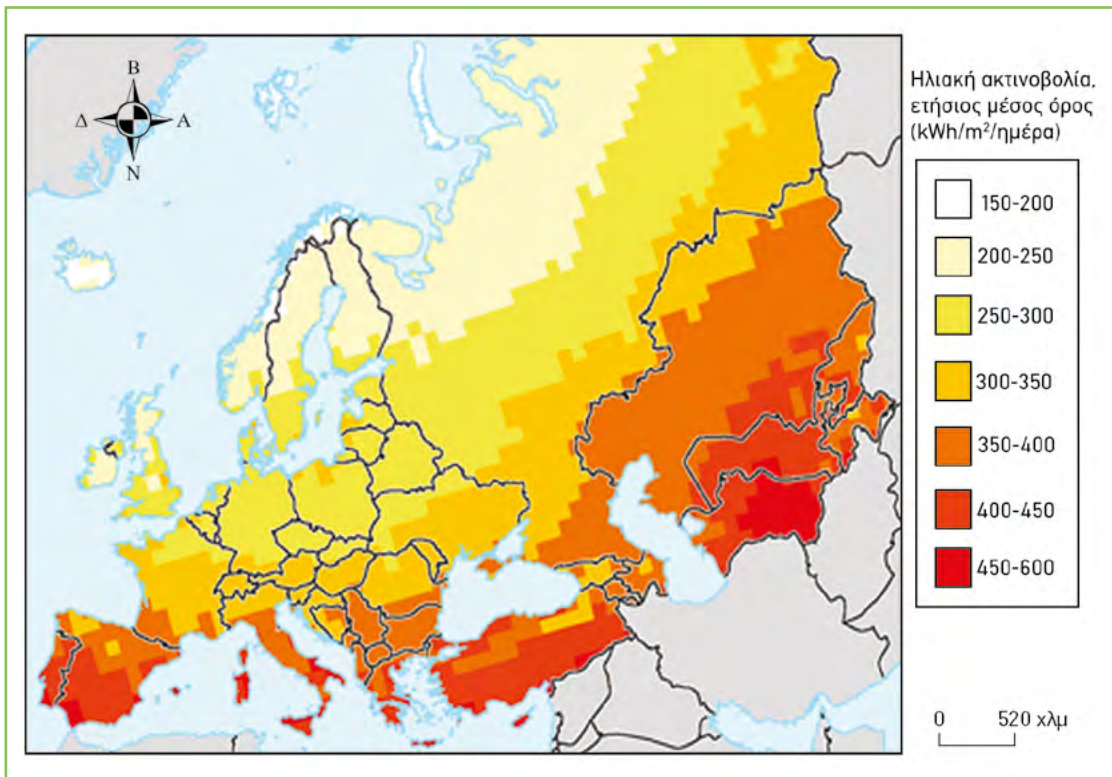 Β
Δ Α
Ν
Ηλιακή ακτινοβολία,
ετήσιος μέσος όρος
(kWh/m²/ημέρα)
150-200
200-250
250-300
300-350
350-400
400-450
450-600
0 520 χλμ